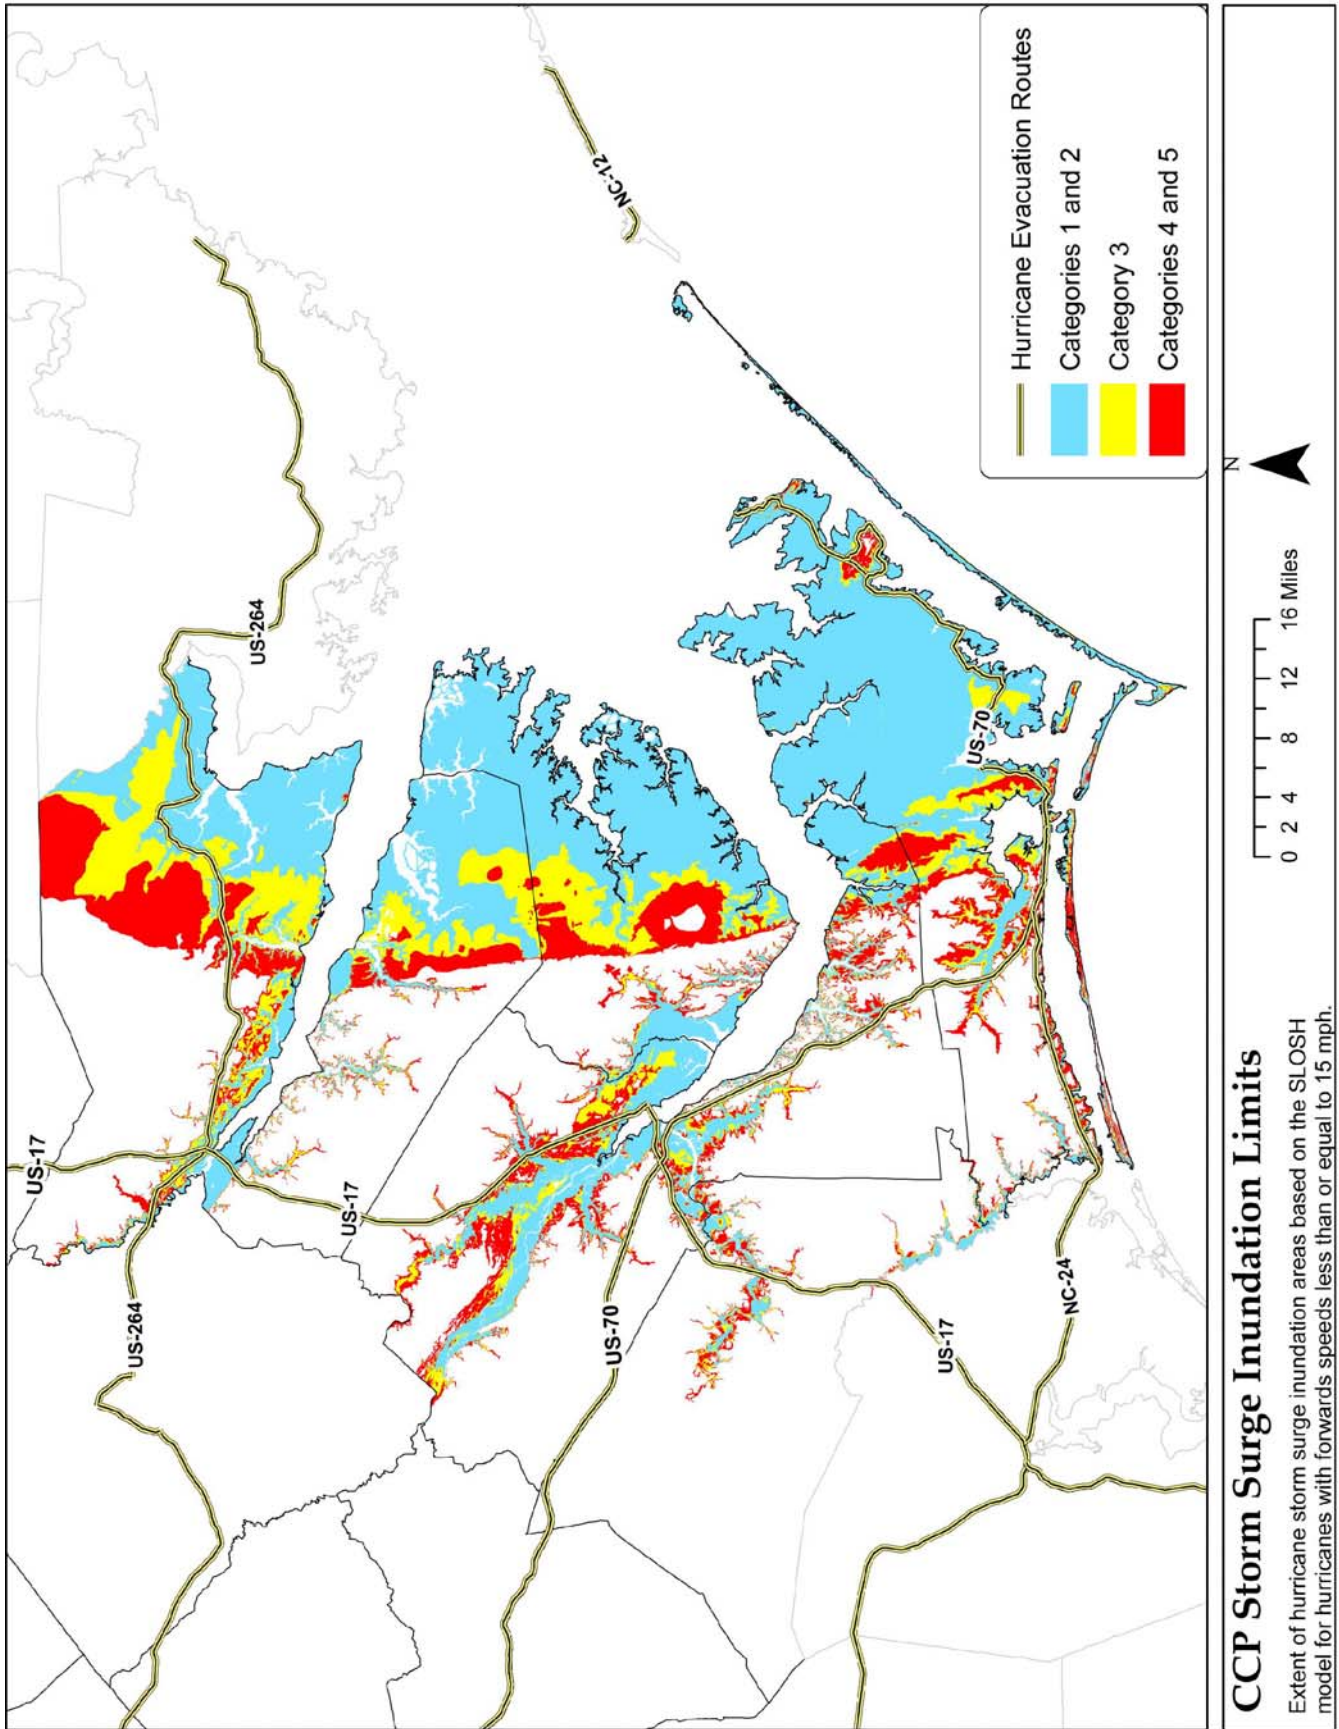 US-17
US-264
US-264
US-17
NC-12
US-70
US-70
US-17
NC-24
Hurricane Evacuation Routes
Categories 1 and 2
Category 3
Categories 4 and 5
CCP Storm Surge Inundation Limits
Extent of hurricane storm surge inundation areas based on the SLOSH
model for hurricanes with forwards speeds less than or equal to 15 mph.
0 2 4 8 12 16 Miles
N